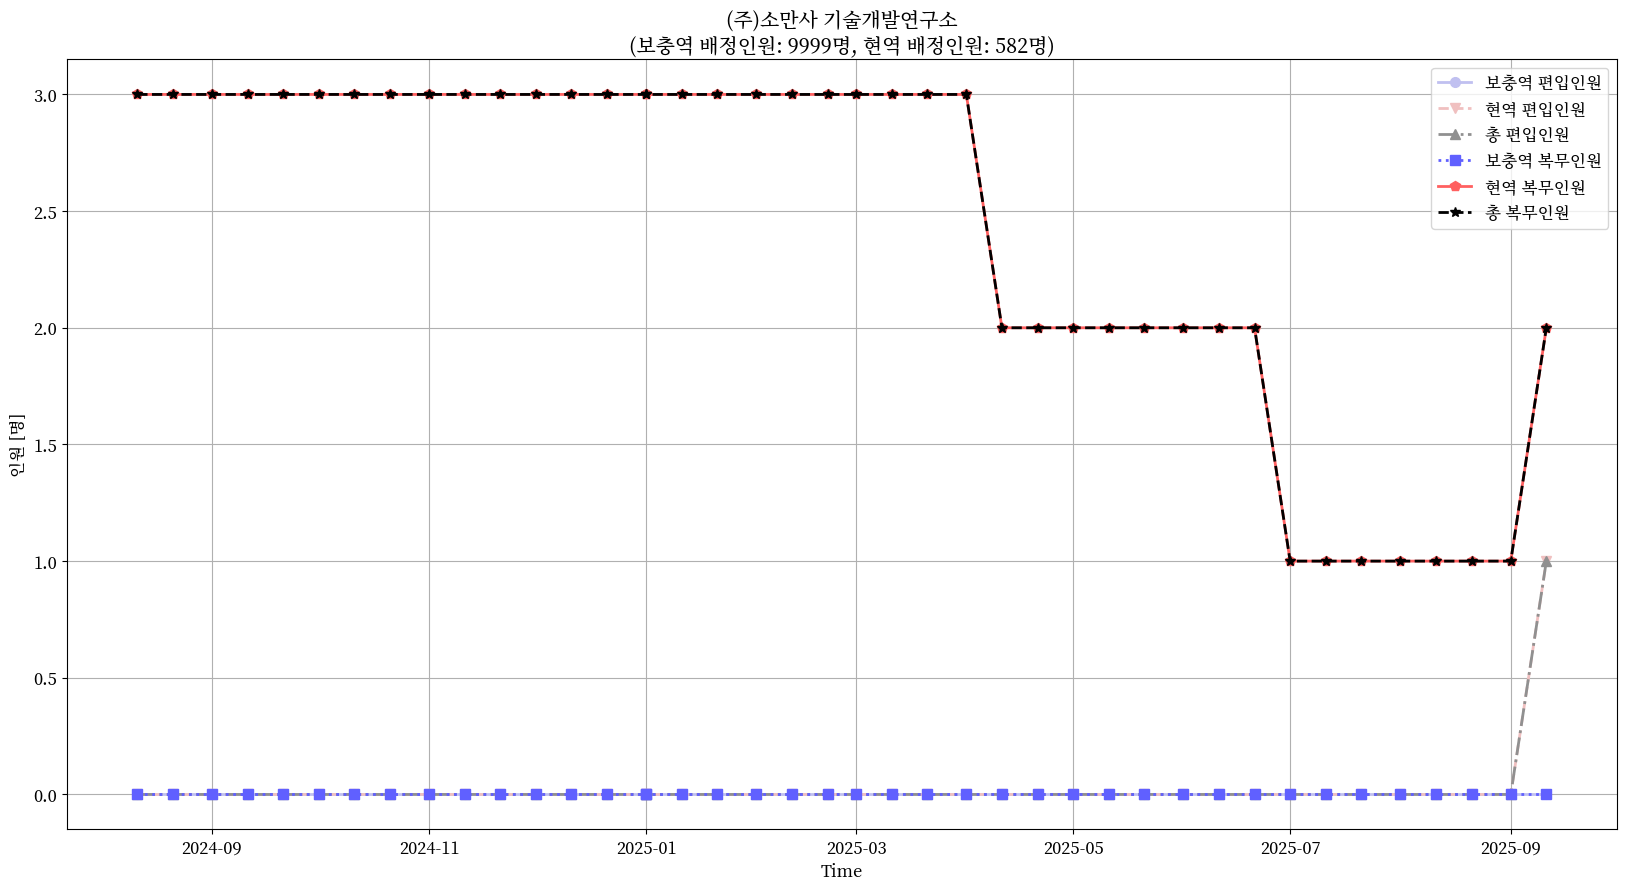 (주)소만사 기술개발연구소
(보충역 배정인원: 9999명, 현역 배정인원: 582명)
보충역 편입인원
현역 편입인원
총 편입인원
보충역 복무인원
현역 복무인원
총 복무인원
인원 [명]
3.0
2.5
2.0
1.5
1.0
0.5
0.0
2024-09
2024-11
2025-01
2025-03
2025-05
2025-07
2025-09
Time